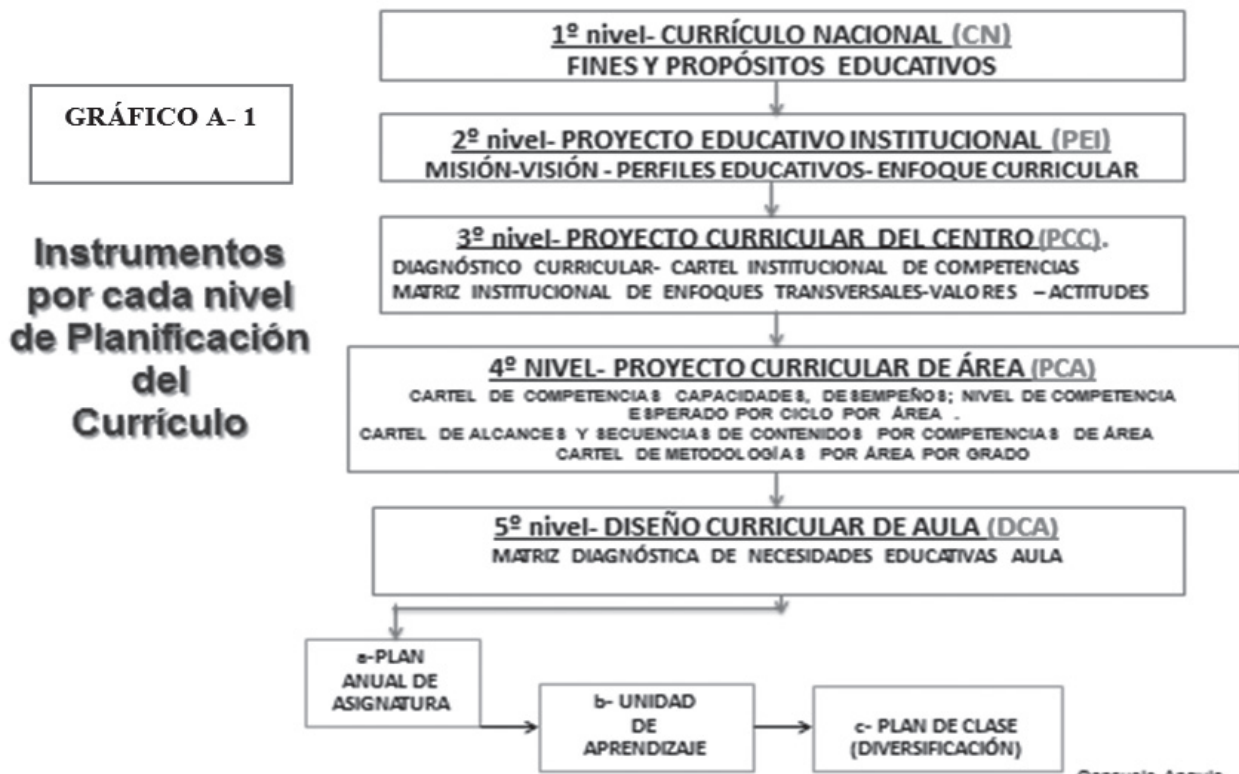 GRÁFICO A- 1
Instrumentos
por cada nivel
de Planificación
del
Currículo
1º nivel- CURRÍCULO NACIONAL (CN)
FINES Y PROPÓSITOS EDUCATIVOS
2º nivel- PROYECTO EDUCATIVO INSTITUCIONAL (PEI)
MISIÓN-VISIÓN - PERFILES EDUCATIVOS- ENFOQUE CURRICULAR
3º nivel- PROYECTO CURRICULAR DEL CENTRO (PCC).
DIAGNÓSTICO CURRICULAR- CARTEL INSTITUCIONAL DE COMPETENCIAS
MATRIZ INSTITUCIONAL DE ENFOQUES TRANSVERSALES-VALORES –ACTITUDES
4º NIVEL- PROYECTO CURRICULAR DE ÁREA (PCA)
CARTEL DE COMPETENCIAS CAPACIDADES, DESEMPEÑOS; NIVEL DE COMPETENCIA
ESPERADO POR CICLO POR ÁREA .
CARTEL DE ALCANCES Y SECUENCIAS DE CONTENIDOS POR COMPETENCIAS DE ÁREA
CARTEL DE METODOLOGÍAS POR ÁREA POR GRADO
5º nivel- DISEÑO CURRICULAR DE AULA (DCA)
MATRIZ DIAGNÓSTICA DE NECESIDADES EDUCATIVAS AULA
a-PLAN
ANUAL DE
ASIGNATURA
b- UNIDAD
DE
APRENDIZAJE
c- PLAN DE CLASE
(DIVERSIFICACIÓN)